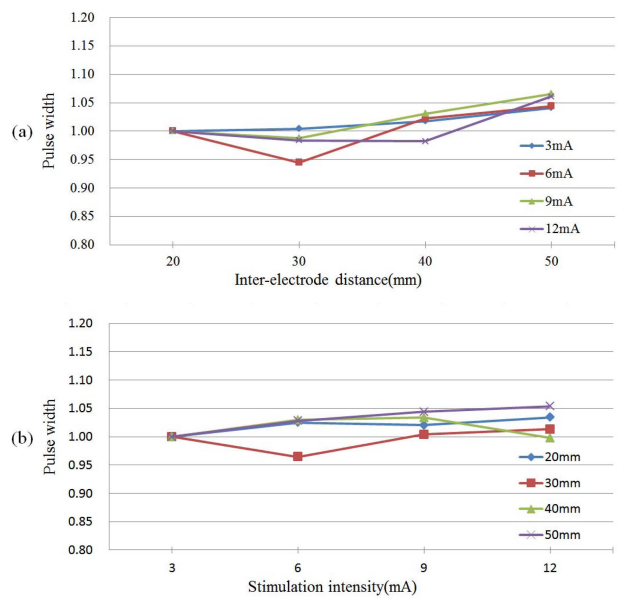 1.20
1.15
1.10
1.05
1.00
0.95
0.90
0.85
0.80
Pulse width
(a)
3mA
6mA
9mA
12mA
20 30 40 50
Inter-electrode distance(mm)
1.20
1.15
1.10
1.05
1.00
0.95
0.90
0.85
0.80
Pulse width
(b)
20mm
30mm
40mm
50mm
3 6 9 12
Stimulation intensity(mA)